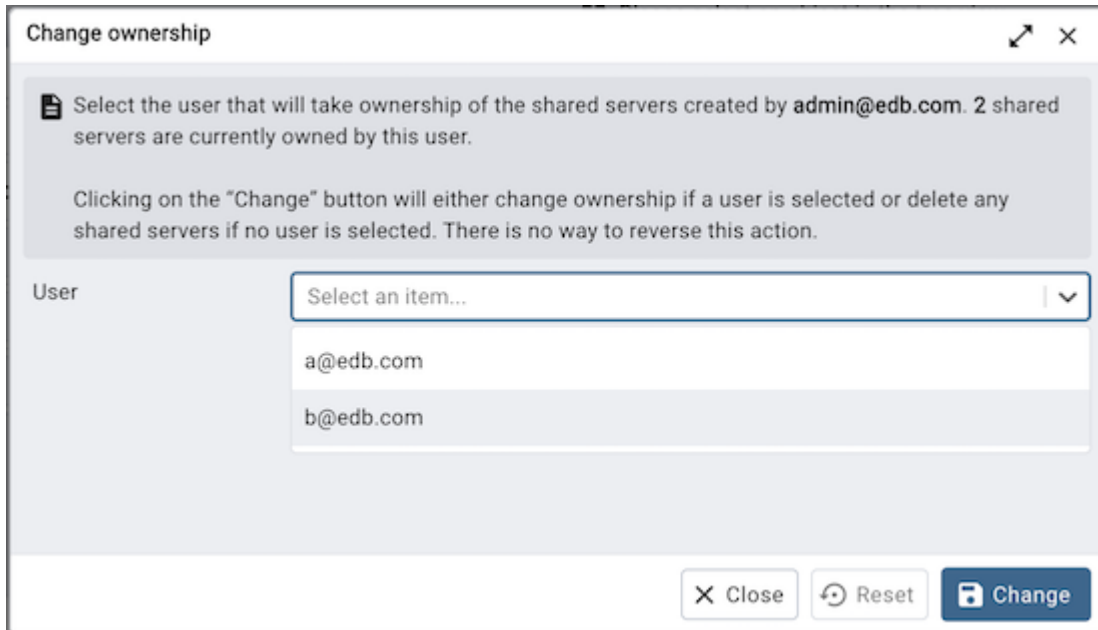 Change ownership
Select the user that will take ownership of the shared servers created by admin@edb.com. 2 shared
servers are currently owned by this user.
Clicking on the “Change” button will either change ownership if a user is selected or delete any
shared servers if no user is selected. There is no way to reverse this action.
User
Select an item...
a@edb.com
b@edb.com
Close
Reset
Change